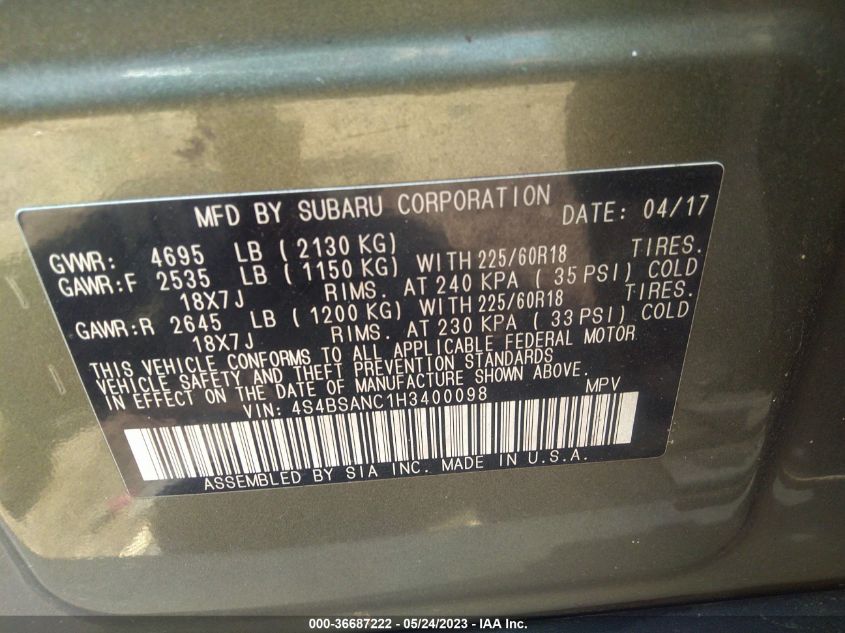 MFD BY SUBARU CORPORATION DATE: 04/17
GVWR: 4695 LB ( 2130 KG)
GAWR:F 2535 LB ( 1150 KG) WITH 225/60R18 TIRES.
18X7J RIMS. AT 240 KPA ( 35 PSI) COLD
GAWR:R 2645 LB ( 1200 KG) WITH 225/60R18 TIRES.
18X7J RIMS. AT 230 KPA ( 33 PSI) COLD
THIS VEHICLE CONFORMS TO ALL APPLICABLE FEDERAL MOTOR
VEHICLE SAFETY AND THEFT PREVENTION STANDARDS
IN EFFECT ON THE DATE OF MANUFACTURE SHOWN ABOVE.
VIN: 4S4BSANC1H3400098 MPV
ASSEMBLED BY SIA INC. MADE IN U.S.A.
000-36687222 - 05/24/2023 - IAA Inc.